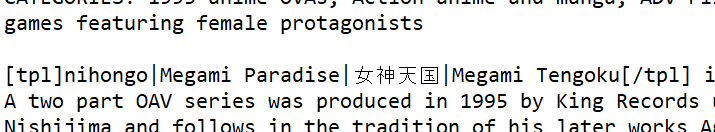 CATEGORIES: 1995 anime OVAs, Action anime and manga, ADV
games featuring female protagonists
[tpl]nihongo|Megami Paradise|女神天国|Megami Tengoku[/tpl]
A two part OAV series was produced in 1995 by King Records
Nishijima and follows in the tradition of his later works